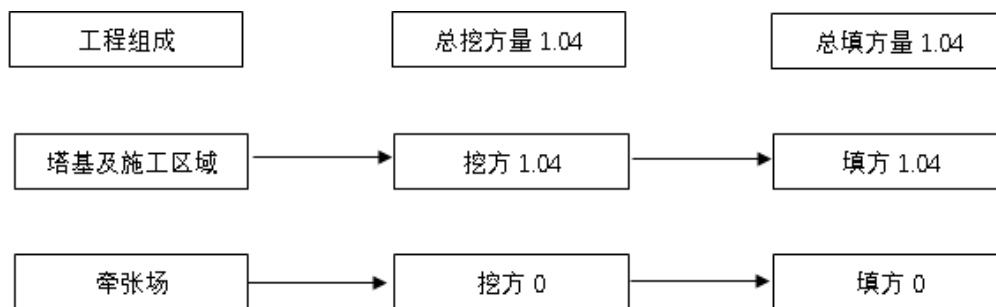 工程组成
总挖方量 1.04
总填方量 1.04
塔基及施工区域
挖方 1.04
填方 1.04
牵张场
挖方 0
填方 0